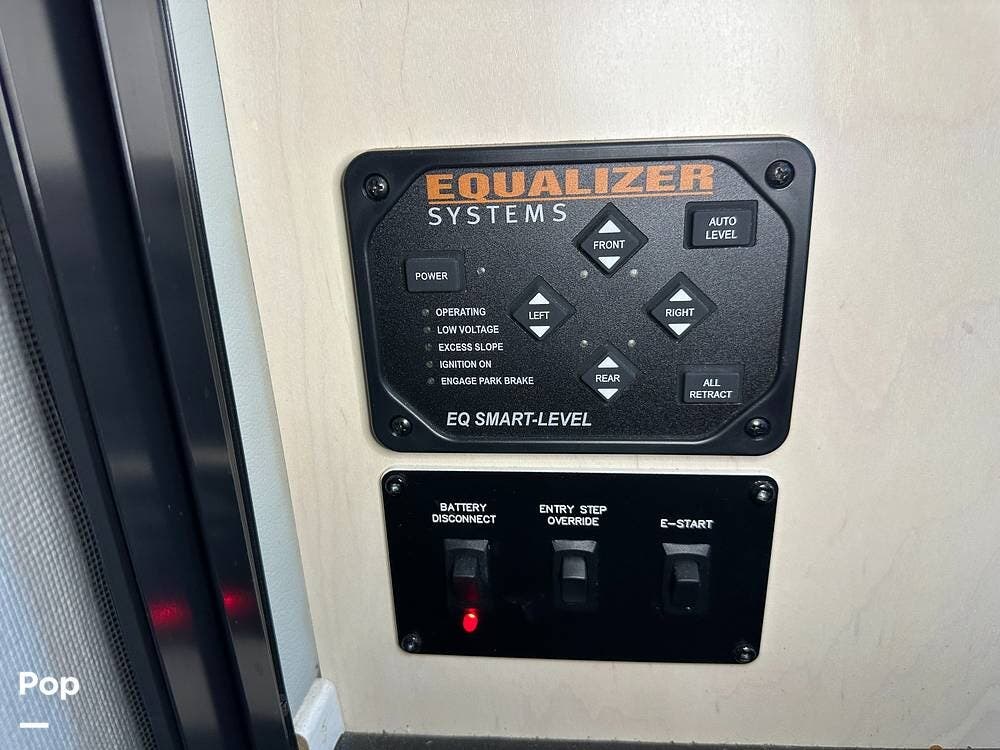 EQUALIZER
SYSTEMS
FRONT
AUTO
LEVEL
POWER
LEFT
RIGHT
OPERATING
LOW VOLTAGE
EXCESS SLOPE
IGNITION ON
ENGAGE PARK BRAKE
REAR
ALL
RETRACT
EQ SMART-LEVEL
BATTERY
DISCONNECT
ENTRY STEP
OVERRIDE
E-START
Pop